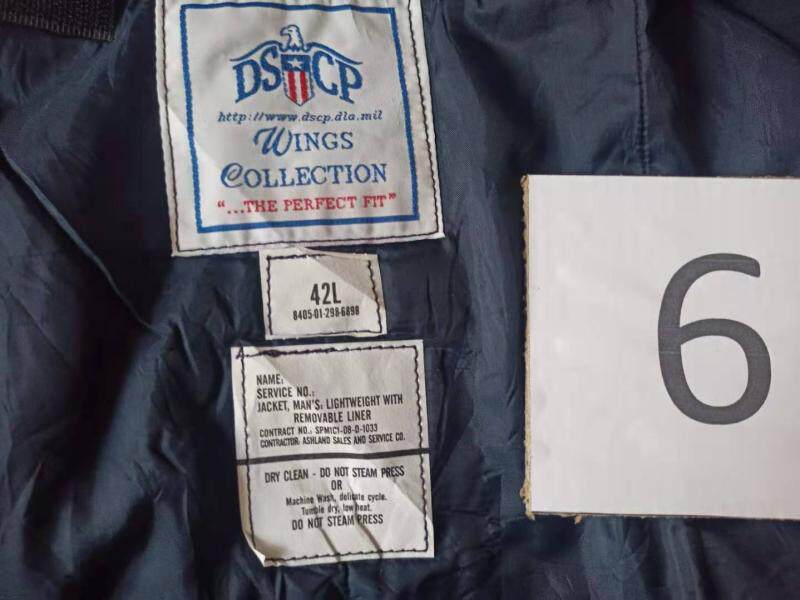 DSCP
http://www.dscp.dla.mil
WINGS
COLLECTION
"...THE PERFECT FIT"
42L
8405-01-298-6898
NAME:
SERVICE NO.:
JACKET, MAN'S: LIGHTWEIGHT WITH
REMOVABLE LINER
CONTRACT NO.: SPM1C1-08-D-1033
CONTRACTOR: ASHLAND SALES AND SERVICE CO.
DRY CLEAN - DO NOT STEAM PRESS
OR
Machine Wash, delicate cycle.
Tumble dry, low heat.
DO NOT STEAM PRESS
6